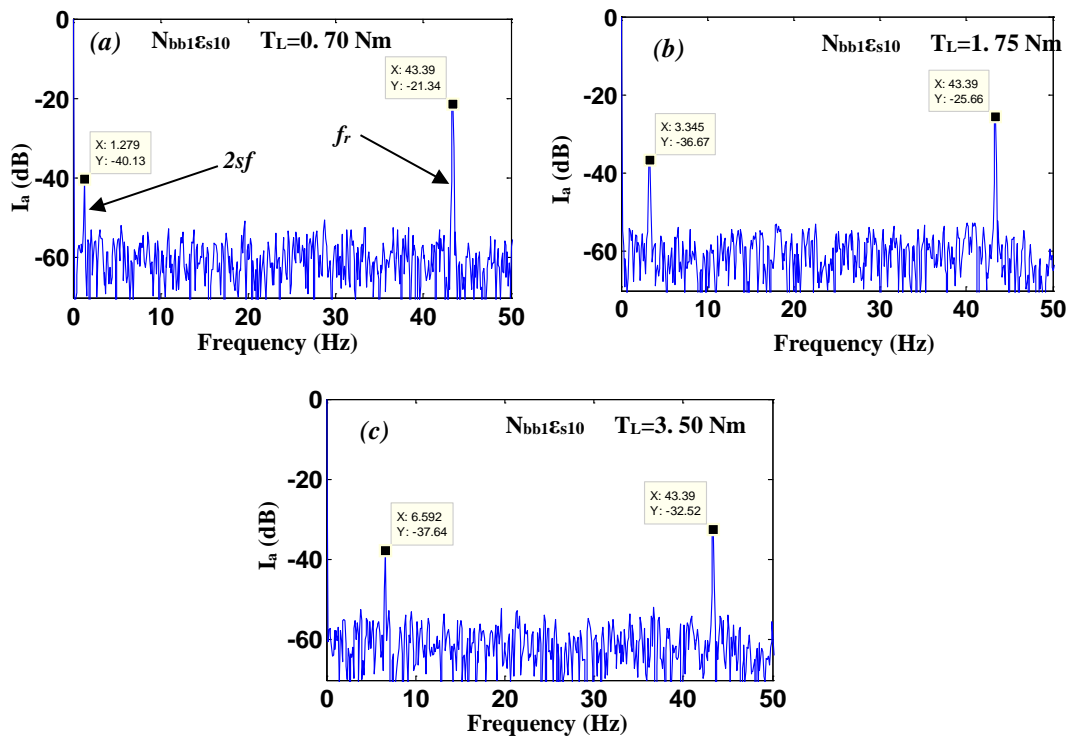 (a) N_bb1ε_s10 T_L=0. 70 Nm
X: 43.39
Y: -21.34
X: 1.279
Y: -40.13
2sf
f_r
I_a (dB)
0
-20
-40
-60
0 10 20 30 40 50
Frequency (Hz)
(b) N_bb1ε_s10 T_L=1. 75 Nm
X: 43.39
Y: -25.66
X: 3.345
Y: -36.67
I_a (dB)
0
-20
-40
-60
0 10 20 30 40 50
Frequency (Hz)
(c) N_bb1ε_s10 T_L=3. 50 Nm
X: 6.592
Y: -37.64
X: 43.39
Y: -32.52
I_a (dB)
0
-20
-40
-60
0 10 20 30 40 50
Frequency (Hz)